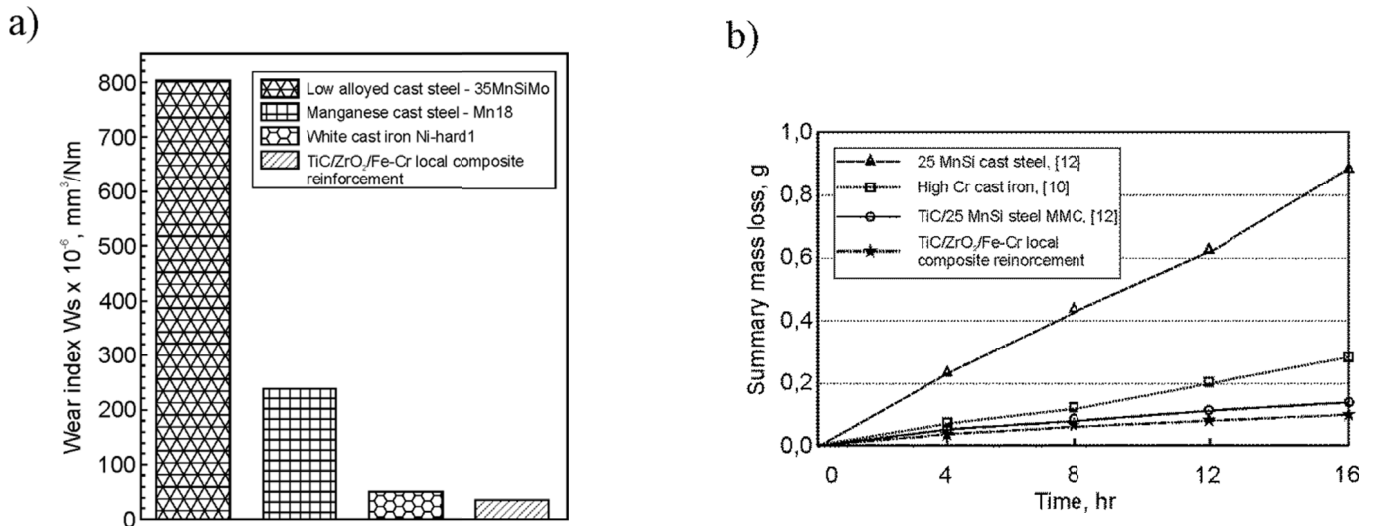 a)
Wear index Ws x 10⁻⁶, mm³/Nm
800
700
600
500
400
300
200
100
0
Low alloyed cast steel - 35MnSiMo
Manganese cast steel - Mn18
White cast iron Ni-hard1
TiC/ZrO₂/Fe-Cr local composite
reinforcement
b)
Summary mass loss, g
1,0
0,8
0,6
0,4
0,2
0,0
25 MnSi cast steel, [12]
High Cr cast iron, [10]
TiC/25 MnSi steel MMC, [12]
TiC/ZrO₂/Fe-Cr local
composite reinorcement
0 4 8 12 16
Time, hr